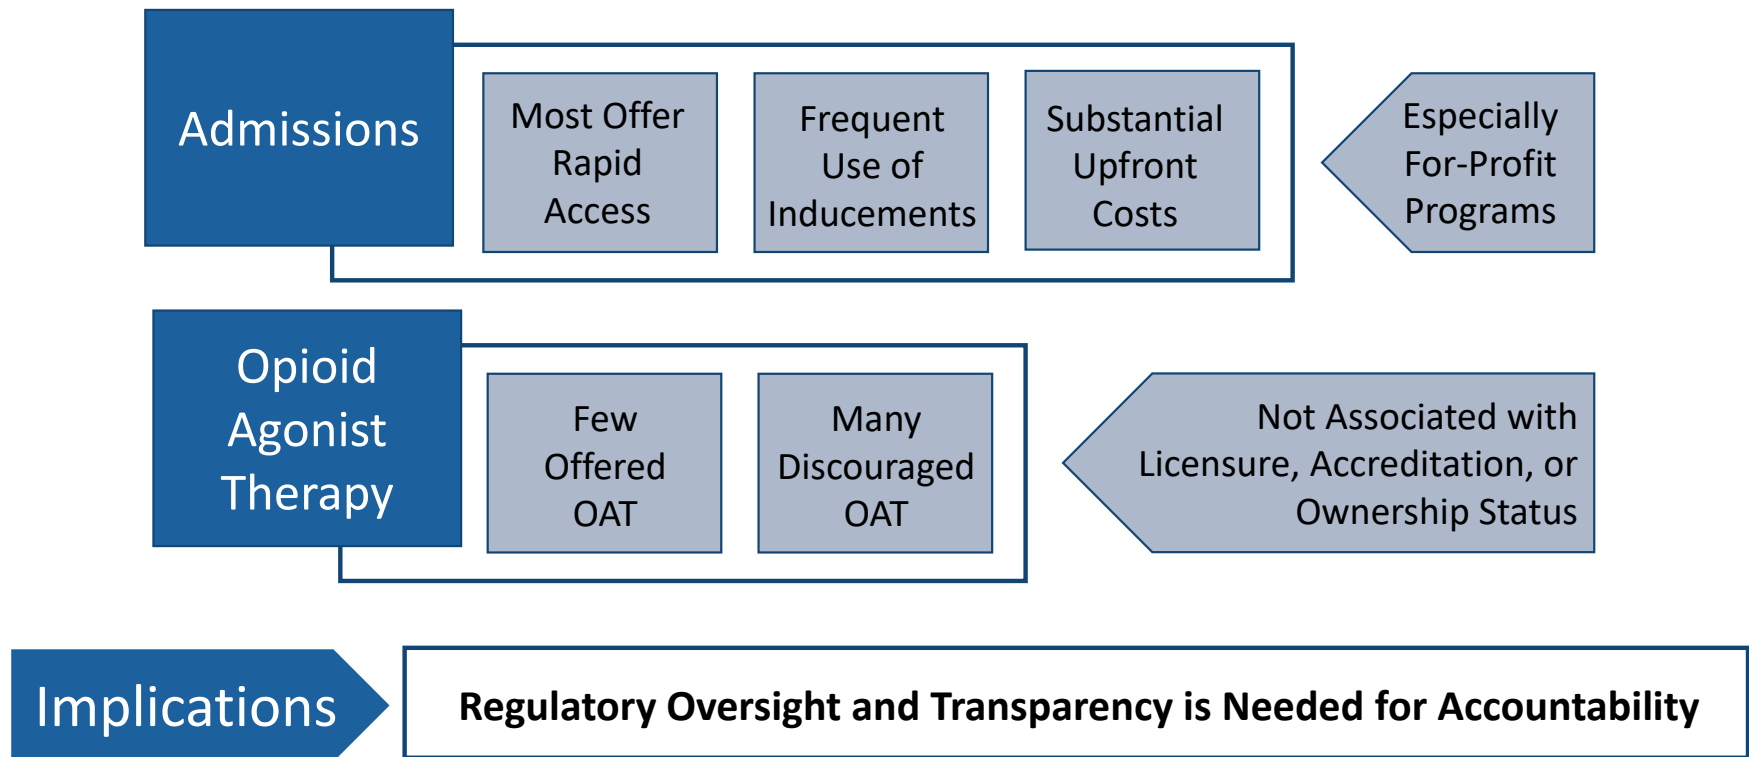 Admissions
Most Offer
Rapid
Access
Frequent
Use of
Inducements
Substantial
Upfront
Costs
Especially
For-Profit
Programs
Opioid
Agonist
Therapy
Few
Offered
OAT
Many
Discouraged
OAT
Not Associated with
Licensure, Accreditation, or
Ownership Status
Implications
Regulatory Oversight and Transparency is Needed for Accountability